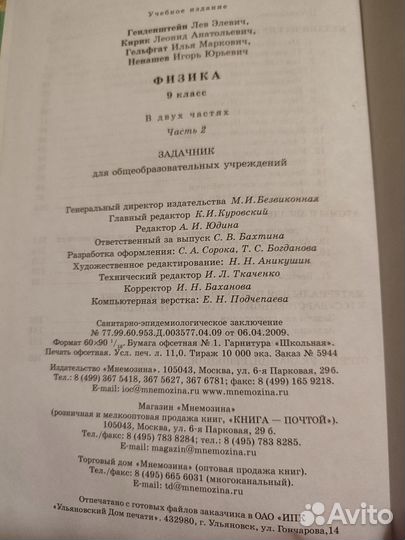 Учебное издание
Генденштейн Лев Элевич,
Кирик Леонид Анатольевич,
Гельфгат Илья Маркович,
Ненашев Игорь Юрьевич
ФИЗИКА
9 класс
В двух частях
Часть 2
ЗАДАЧНИК
для общеобразовательных учреждений
Генеральный директор издательства М.И.Безвиконная
Главный редактор К.И.Куровский
Редактор А. И. Юдина
Ответственный за выпуск С. В. Бахтина
Разработка оформления: С. А. Сорока, Т. С. Богданова
Художественное редактирование: Н. Н. Аникушин
Технический редактор И. Л. Ткаченко
Корректор И. Н. Баханова
Компьютерная верстка: Е. Н. Подчепаева
Санитарно-эпидемиологическое заключение
№ 77.99.60.953.Д.003577.04.09 от 06.04.2009.
Формат 60×90 1/16. Бумага офсетная № 1. Гарнитура «Школьная».
Печать офсетная. Усл. печ. л. 11,0. Тираж 10 000 экз. Заказ № 5944
Издательство «Мнемозина». 105043, Москва, ул. 6-я Парковая, 29б.
Тел.: 8 (499) 367 5418, 367 5627, 367 6781; факс: 8 (499) 165 9218.
E-mail: ioc@mnemozina.ru www.mnemozina.ru
Магазин «Мнемозина»
(розничная и мелкооптовая продажа книг, «КНИГА — ПОЧТОЙ»).
105043, Москва, ул. 6-я Парковая, 29 б.
Тел./факс: 8 (495) 783 8284; тел.: 8 (495) 783 8285.
E-mail: magazin@mnemozina.ru
Торговый дом «Мнемозина» (оптовая продажа книг).
Тел./факс: 8 (495) 665 6031 (многоканальный).
E-mail: td@mnemozina.ru
Отпечатано с готовых файлов заказчика в ОАО «ИПК
«Ульяновский Дом печати». 432980, г. Ульяновск, ул. Гончарова, 14
Avito